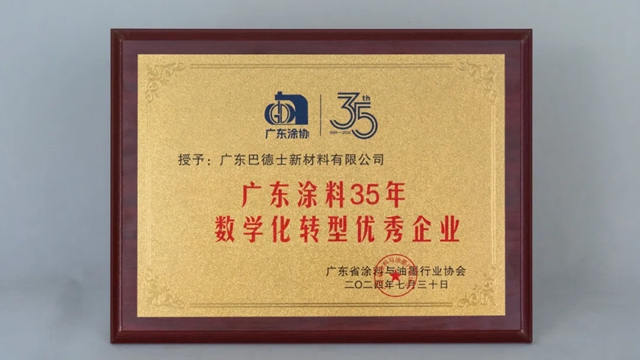 广东涂协
35th
授予：广东巴德士新材料有限公司
广东涂料35年
数学化转型优秀企业
广东省涂料与油墨行业协会
二〇二四年七月三十日